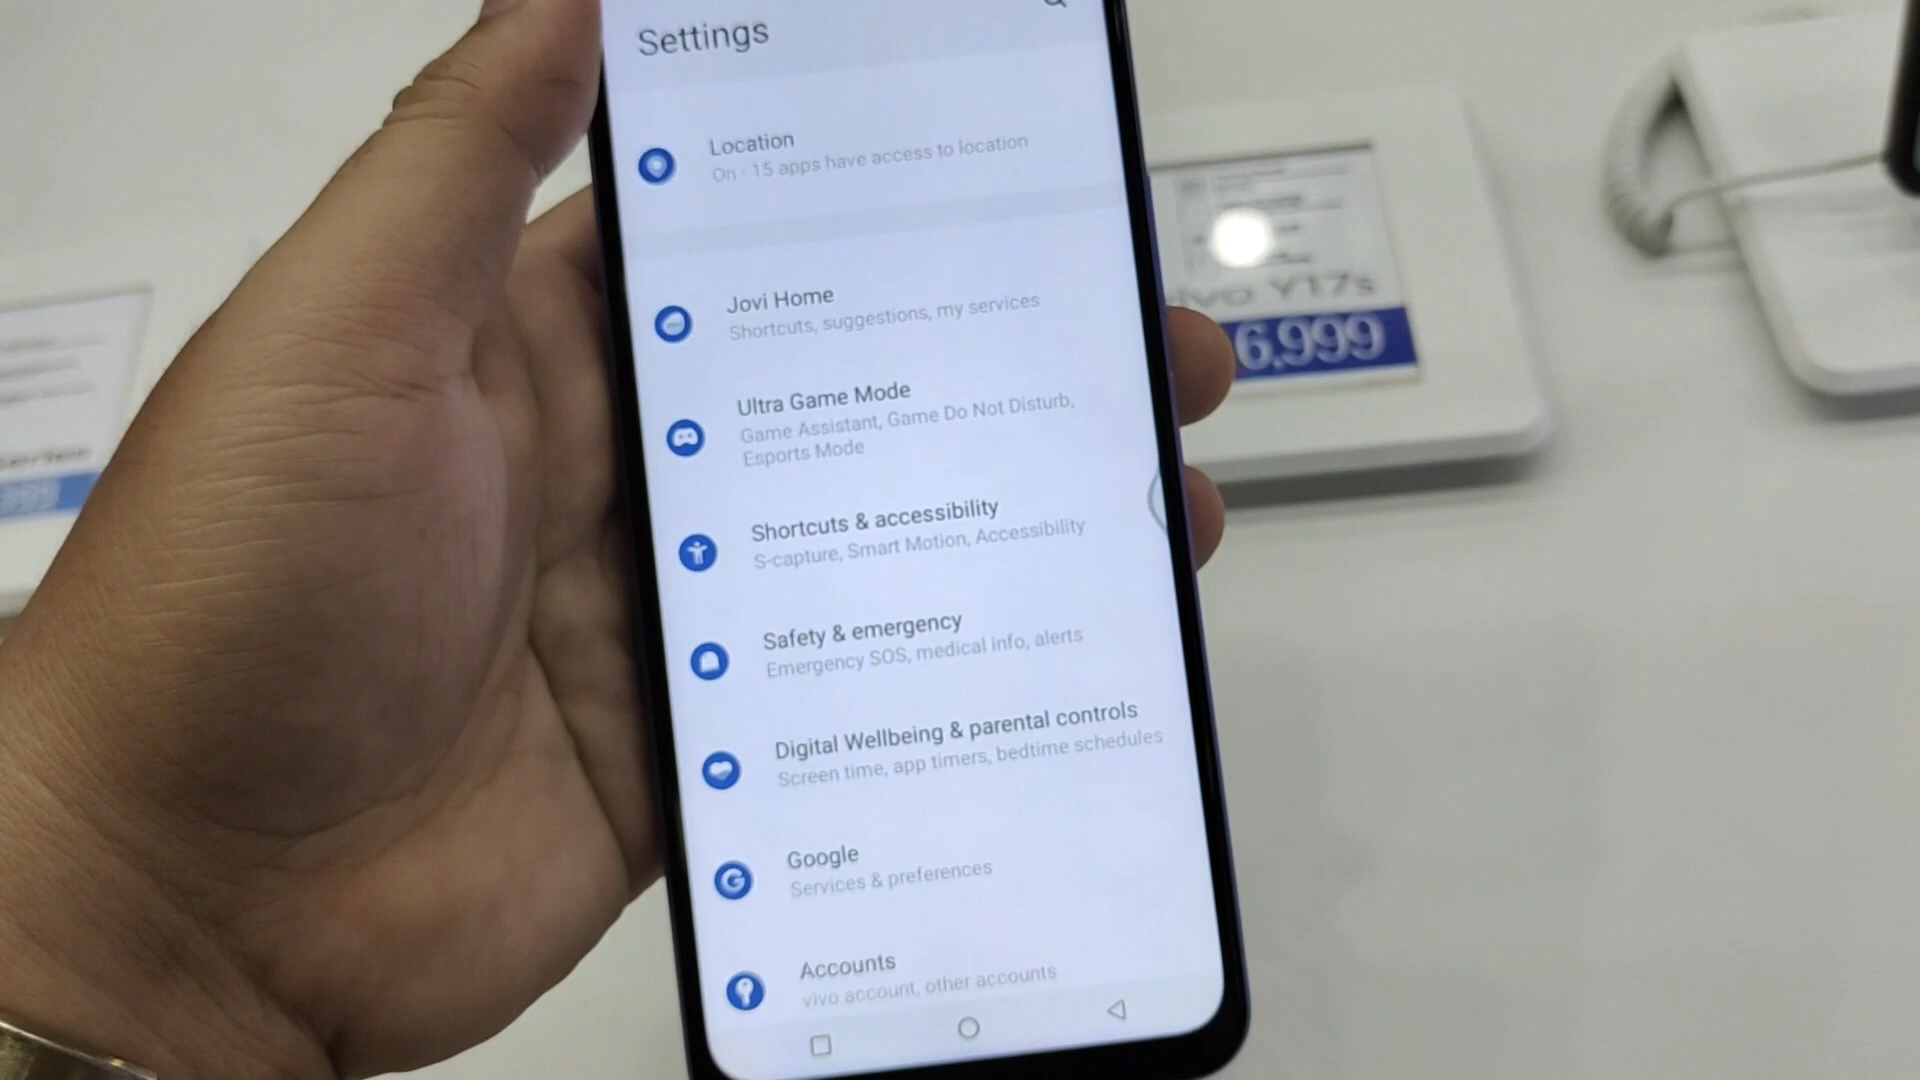 Settings
Location
On - 15 apps have access to location
Jovi Home
Shortcuts, suggestions, my services
Ultra Game Mode
Game Assistant, Game Do Not Disturb,
Esports Mode
Shortcuts & accessibility
S-capture, Smart Motion, Accessibility
Safety & emergency
Emergency SOS, medical info, alerts
Digital Wellbeing & parental controls
Screen time, app timers, bedtime schedules
Google
Services & preferences
Accounts
vivo account, other accounts
Y17s
6,999